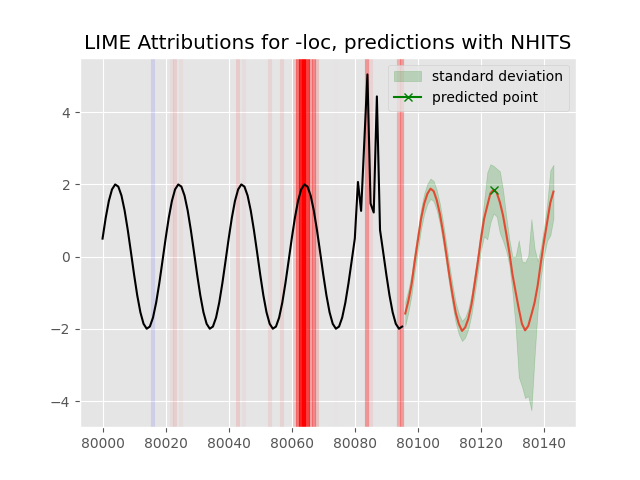 LIME Attributions for -loc, predictions with NHITS
standard deviation
predicted point
4
2
0
−2
−4
80000 80020 80040 80060 80080 80100 80120 80140